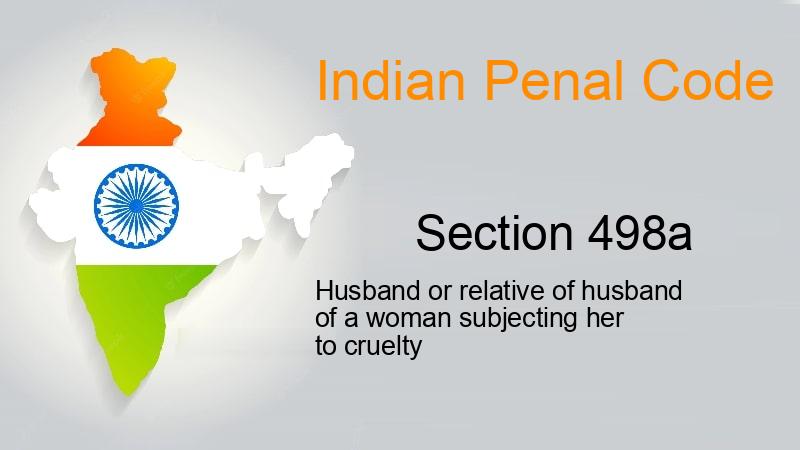 Indian Penal Code
Section 498a
Husband or relative of husband
of a woman subjecting her
to cruelty